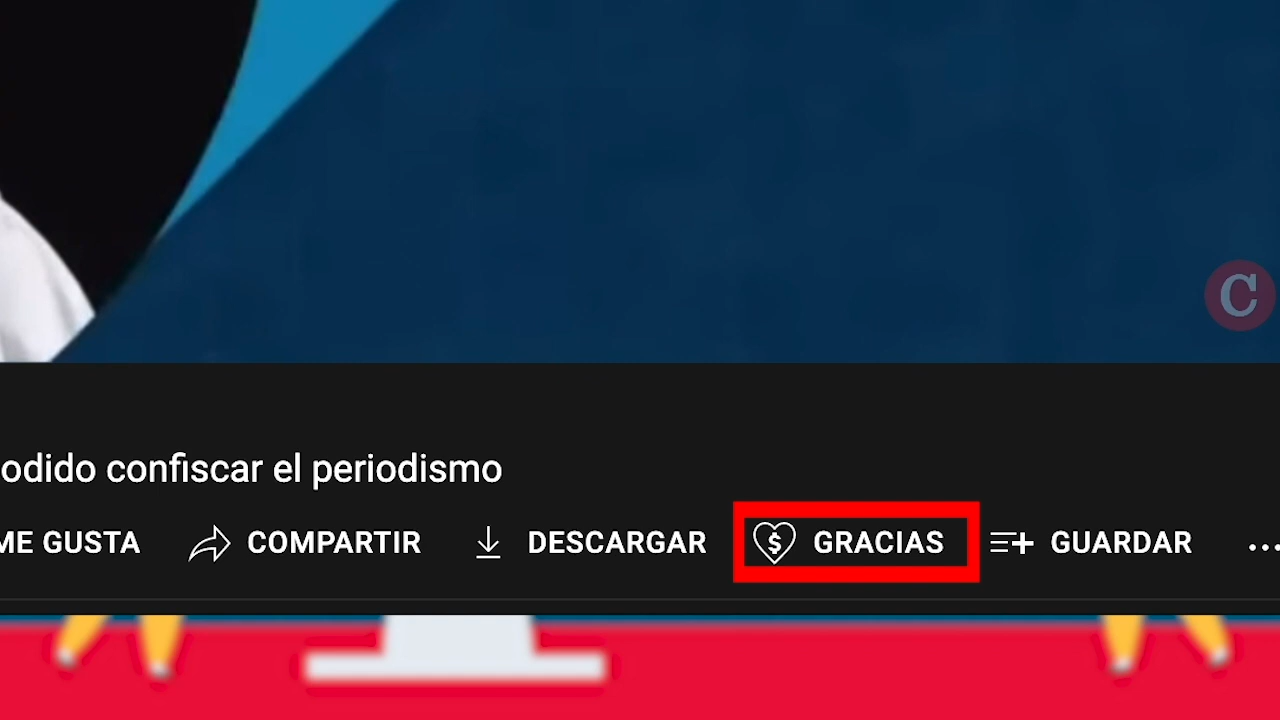 C
odido confiscar el periodismo
ME GUSTA COMPARTIR DESCARGAR $ GRACIAS GUARDAR ...